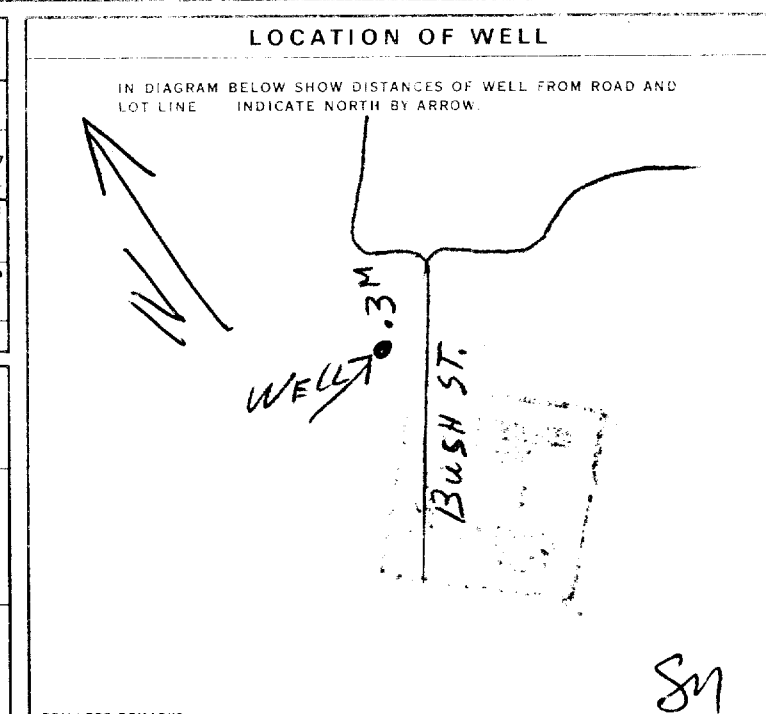 LOCATION OF WELL
IN DIAGRAM BELOW SHOW DISTANCES OF WELL FROM ROAD AND
LOT LINE INDICATE NORTH BY ARROW.
N
.3M
WELL
BUSH ST.